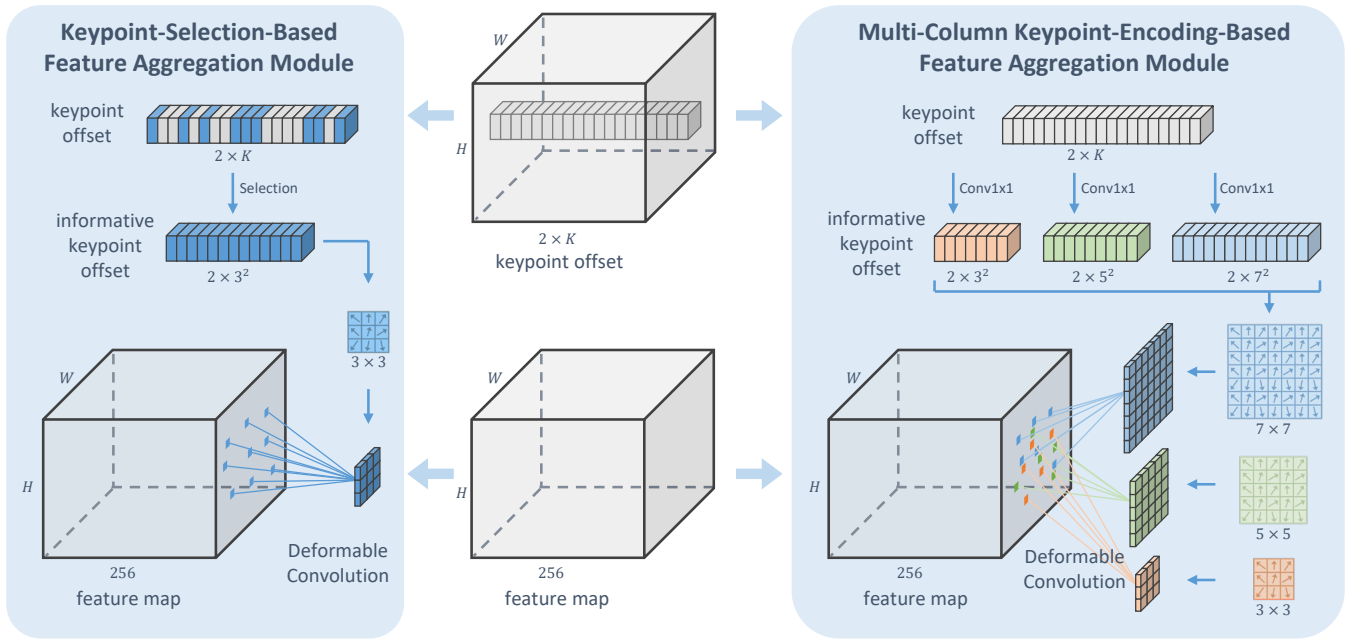 Keypoint-Selection-Based
Feature Aggregation Module
keypoint
offset
2 × K
Selection
informative
keypoint
offset
2 × 3²
3 × 3
W
H
256
feature map
Deformable
Convolution
W
H
2 × K
keypoint offset
W
H
256
feature map
Multi-Column Keypoint-Encoding-Based
Feature Aggregation Module
keypoint
offset
2 × K
Conv1x1
Conv1x1
Conv1x1
informative
keypoint
offset
2 × 3²
2 × 5²
2 × 7²
7 × 7
5 × 5
3 × 3
W
H
256
feature map
Deformable
Convolution